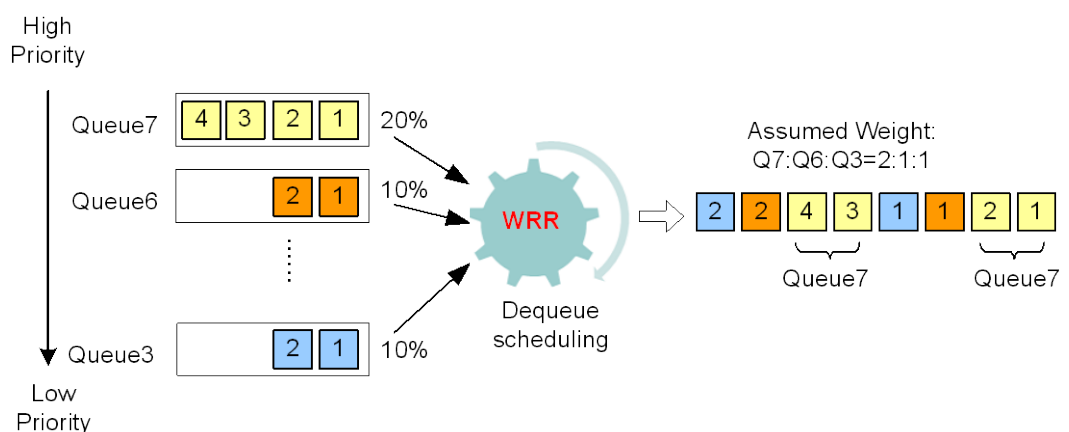 High
Priority
Queue7
4 3 2 1
20%
Queue6
2 1
10%
Queue3
2 1
10%
Low
Priority
WRR
Dequeue
scheduling
Assumed Weight:
Q7:Q6:Q3=2:1:1
2 2 4 3 1 1 2 1
Queue7 Queue7